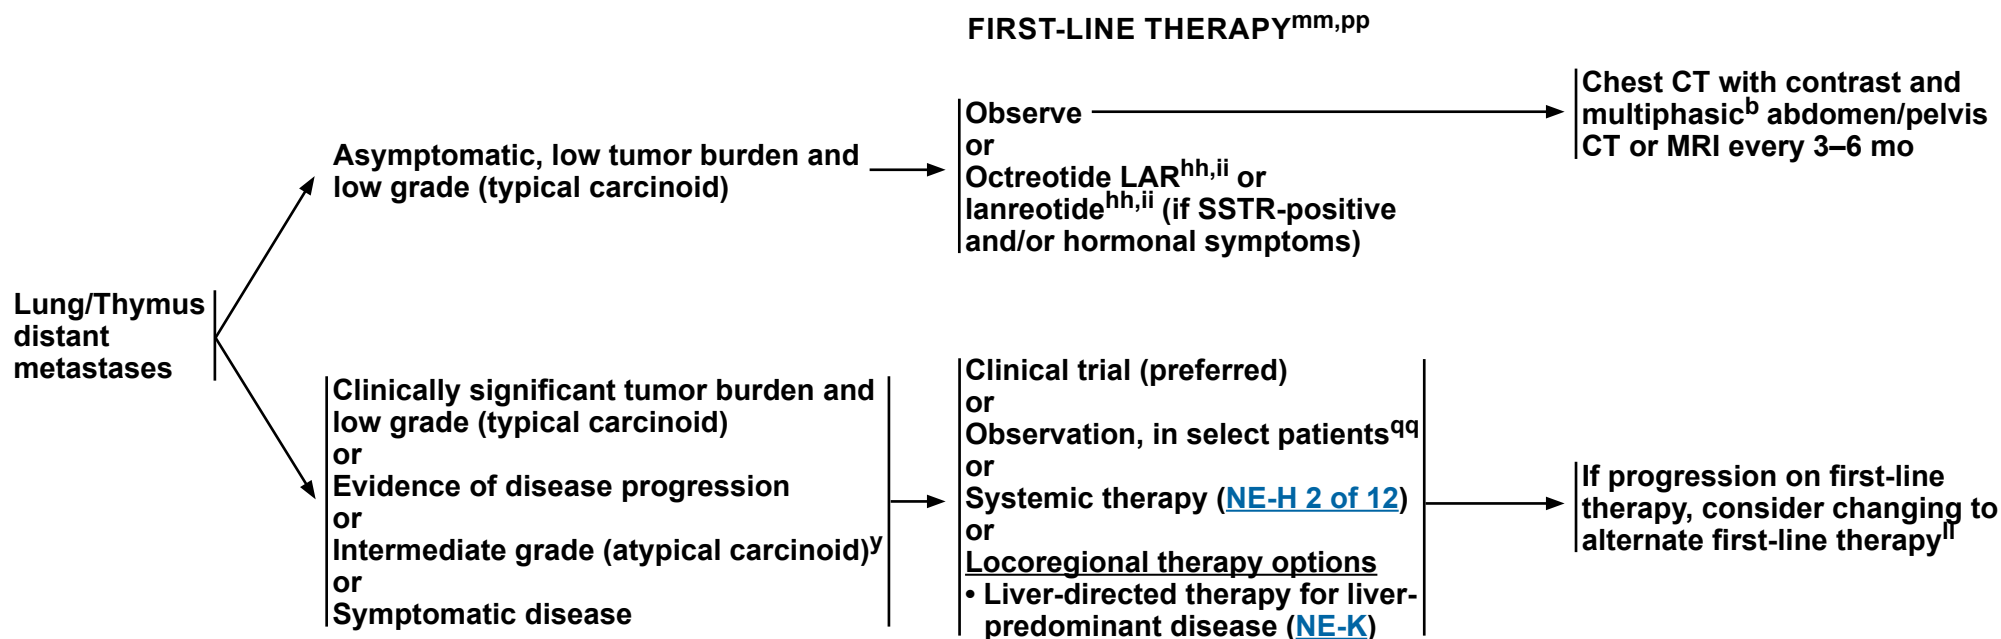 FIRST-LINE THERAPYmm,pp
Asymptomatic, low tumor burden and
low grade (typical carcinoid)
Observe
or
Octreotide LARhh,ii or
lanreotidehh,ii (if SSTR-positive
and/or hormonal symptoms)
Chest CT with contrast and
multiphasicb abdomen/pelvis
CT or MRI every 3–6 mo
Lung/Thymus
distant
metastases
Clinically significant tumor burden and
low grade (typical carcinoid)
or
Evidence of disease progression
or
Intermediate grade (atypical carcinoid)y
or
Symptomatic disease
Clinical trial (preferred)
or
Observation, in select patientsqq
or
Systemic therapy (NE-H 2 of 12)
or
Locoregional therapy options
• Liver-directed therapy for liver-
predominant disease (NE-K)
If progression on first-line
therapy, consider changing to
alternate first-line therapyll